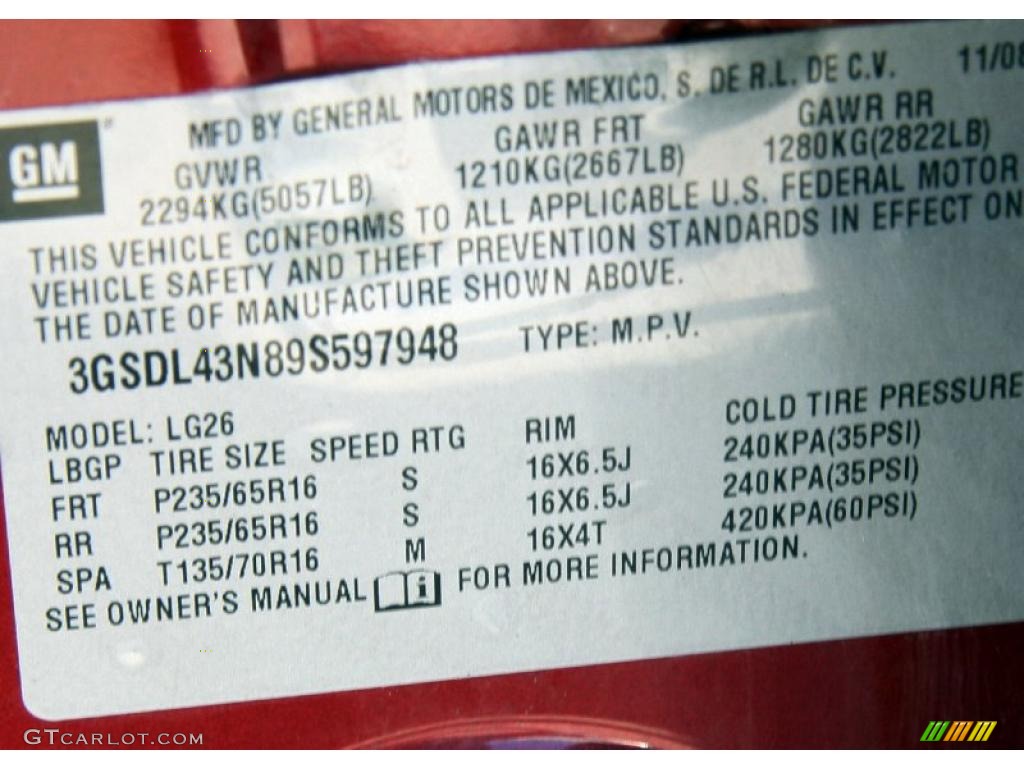 MFD BY GENERAL MOTORS DE MEXICO, S. DE R.L. DE C.V. 11/08
GM
GVWR GAWR FRT GAWR RR
2294KG(5057LB) 1210KG(2667LB) 1280KG(2822LB)
THIS VEHICLE CONFORMS TO ALL APPLICABLE U.S. FEDERAL MOTOR
VEHICLE SAFETY AND THEFT PREVENTION STANDARDS IN EFFECT ON
THE DATE OF MANUFACTURE SHOWN ABOVE.
3GSDL43N89S597948 TYPE: M.P.V.
MODEL: LG26
LBGP TIRE SIZE SPEED RTG RIM COLD TIRE PRESSURE
FRT P235/65R16 S 16X6.5J 240KPA(35PSI)
RR P235/65R16 S 16X6.5J 240KPA(35PSI)
SPA T135/70R16 M 16X4T 420KPA(60PSI)
SEE OWNER'S MANUAL i FOR MORE INFORMATION.
GTCARLOT.COM